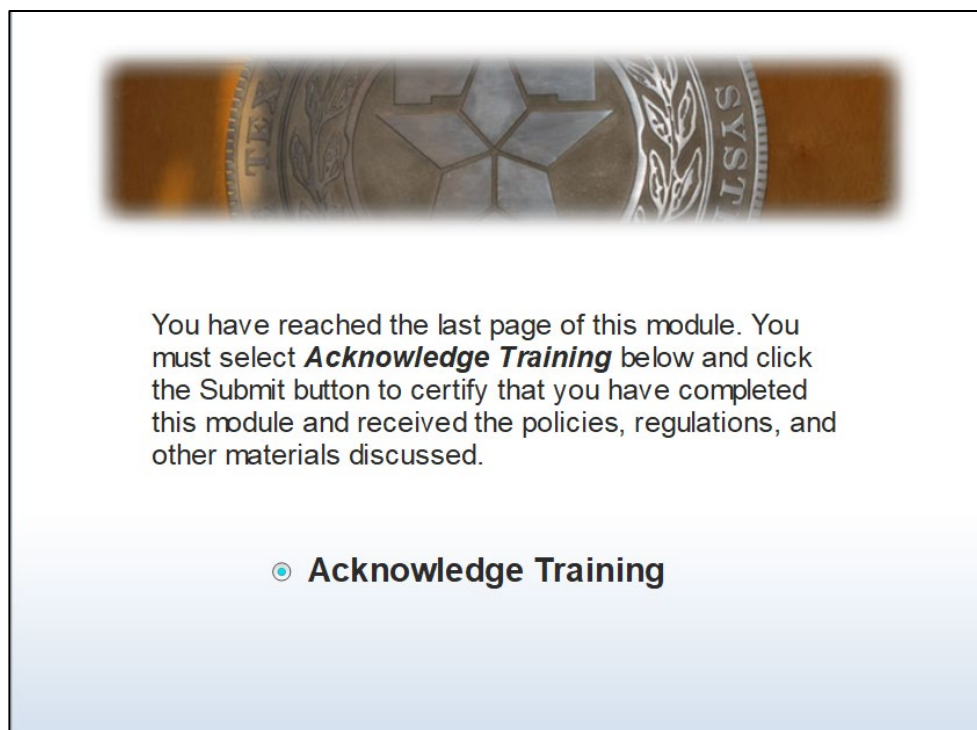 TEX
SYST
You have reached the last page of this module. You
must select Acknowledge Training below and click
the Submit button to certify that you have completed
this module and received the policies, regulations, and
other materials discussed.
Acknowledge Training